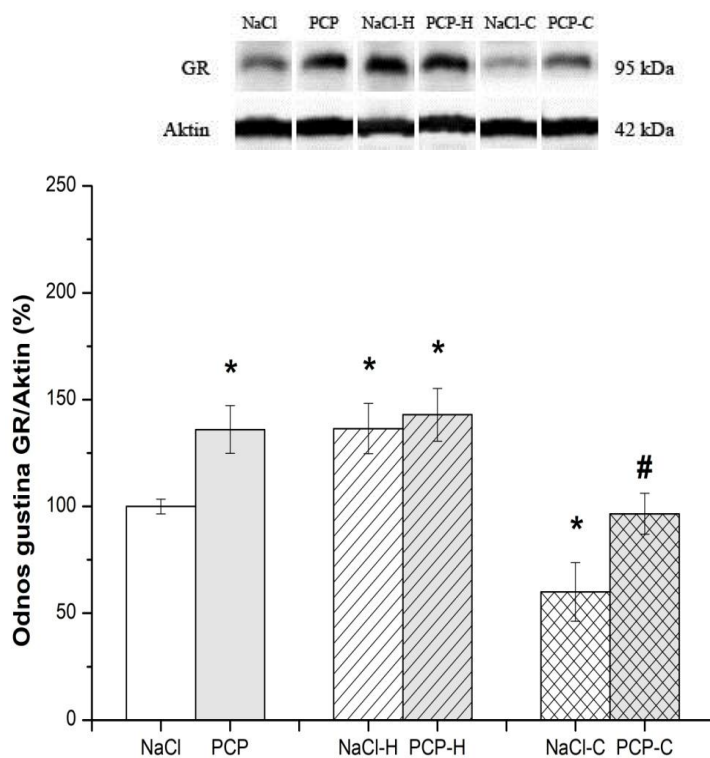 NaCl PCP NaCl-H PCP-H NaCl-C PCP-C
GR 95 kDa
Aktin 42 kDa
Odnos gustina GR/Aktin (%)
250
200
150
100
50
0
*
*
*
*
#
NaCl PCP NaCl-H PCP-H NaCl-C PCP-C